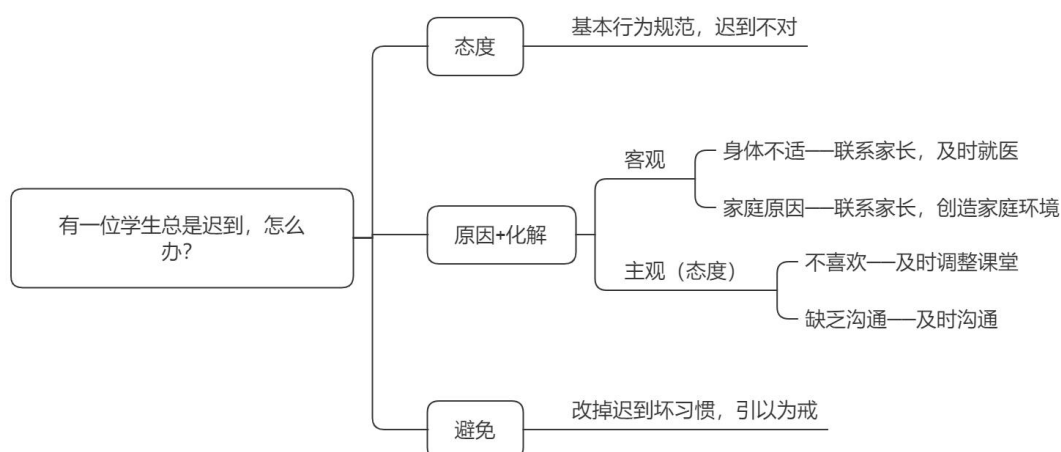 有一位学生总是迟到，怎么
办？
态度
基本行为规范，迟到不对
原因+化解
客观
身体不适——联系家长，及时就医
家庭原因——联系家长，创造家庭环境
主观（态度）
不喜欢——及时调整课堂
缺乏沟通——及时沟通
避免
改掉迟到坏习惯，引以为戒